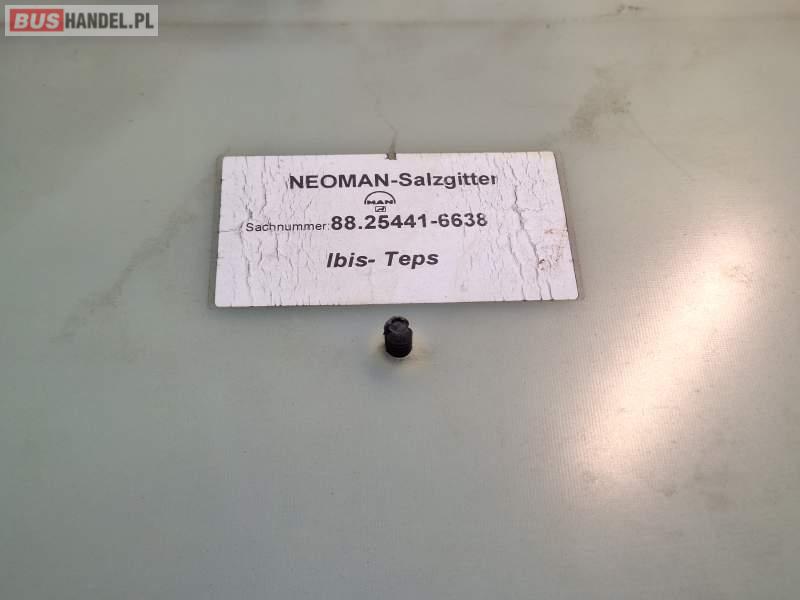 BUSHANDEL.PL
NEOMAN-Salzgitter
MAN
Sachnummer:88.25441-6638
Ibis- Teps